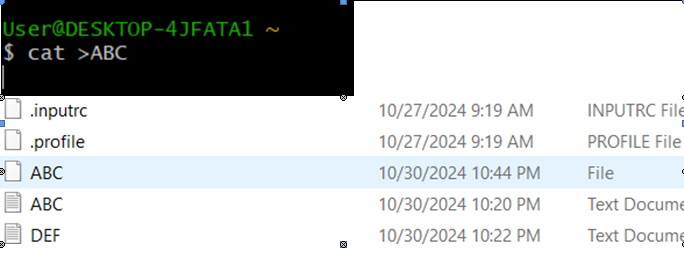 User@DESKTOP-4JFATA1 ~
$ cat >ABC
.inputrc 10/27/2024 9:19 AM INPUTRC File
.profile 10/27/2024 9:19 AM PROFILE File
ABC 10/30/2024 10:44 PM File
ABC 10/30/2024 10:20 PM Text Docume
DEF 10/30/2024 10:22 PM Text Docume